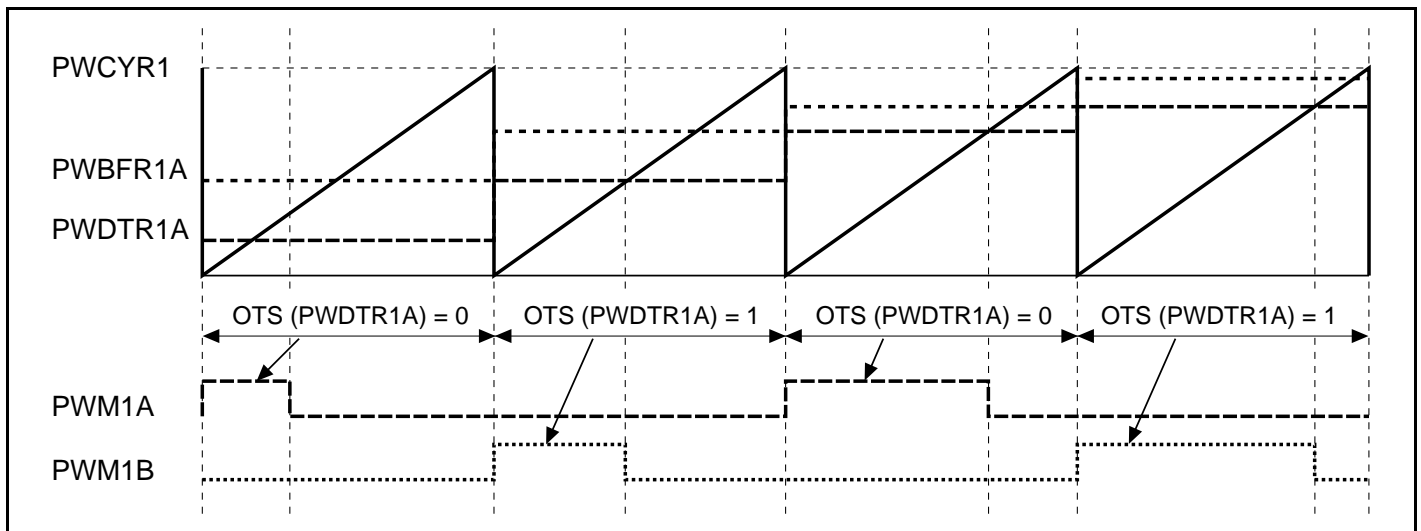 PWCYR1
PWBFR1A
PWDTR1A
OTS (PWDTR1A) = 0
OTS (PWDTR1A) = 1
OTS (PWDTR1A) = 0
OTS (PWDTR1A) = 1
PWM1A
PWM1B